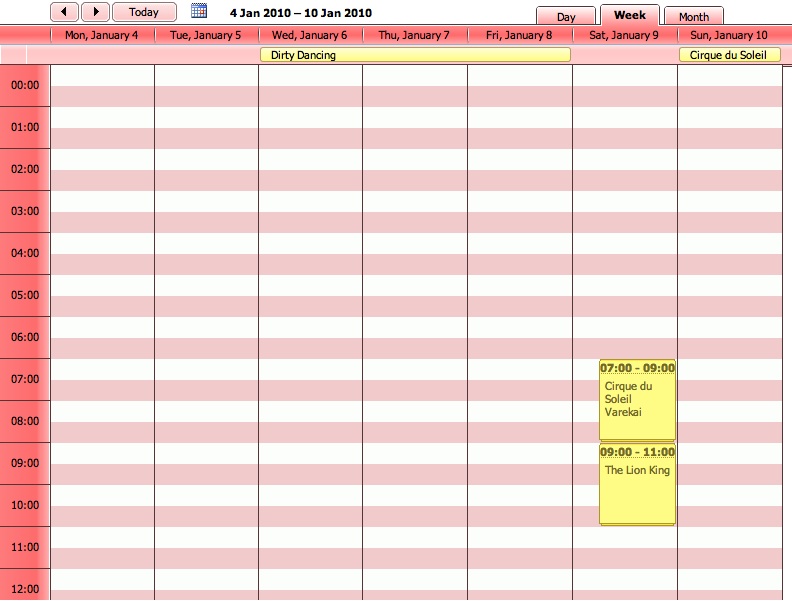 Today
4 Jan 2010 – 10 Jan 2010
Day
Week
Month
Mon, January 4
Tue, January 5
Wed, January 6
Thu, January 7
Fri, January 8
Sat, January 9
Sun, January 10
Dirty Dancing
Cirque du Soleil
00:00
01:00
02:00
03:00
04:00
05:00
06:00
07:00
08:00
09:00
10:00
11:00
12:00
07:00 - 09:00
Cirque du
Soleil
Varekai
09:00 - 11:00
The Lion King